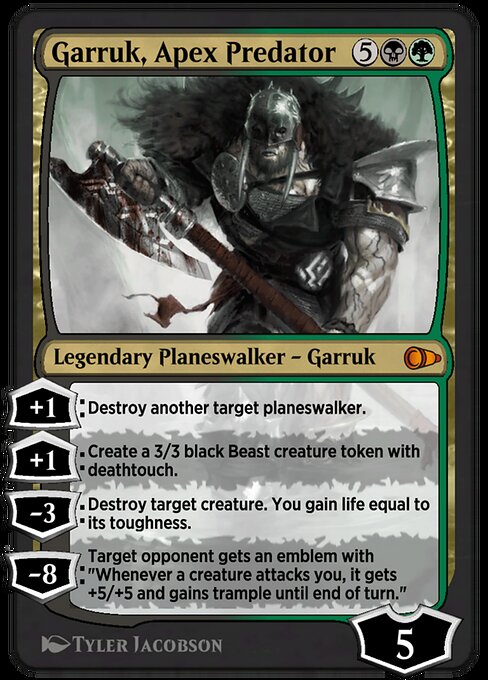 Garruk, Apex Predator 5
Legendary Planeswalker – Garruk
+1 : Destroy another target planeswalker.
+1 : Create a 3/3 black Beast creature token with
deathtouch.
-3 : Destroy target creature. You gain life equal to
its toughness.
-8 : Target opponent gets an emblem with
"Whenever a creature attacks you, it gets
+5/+5 and gains trample until end of turn."
Tyler Jacobson
5